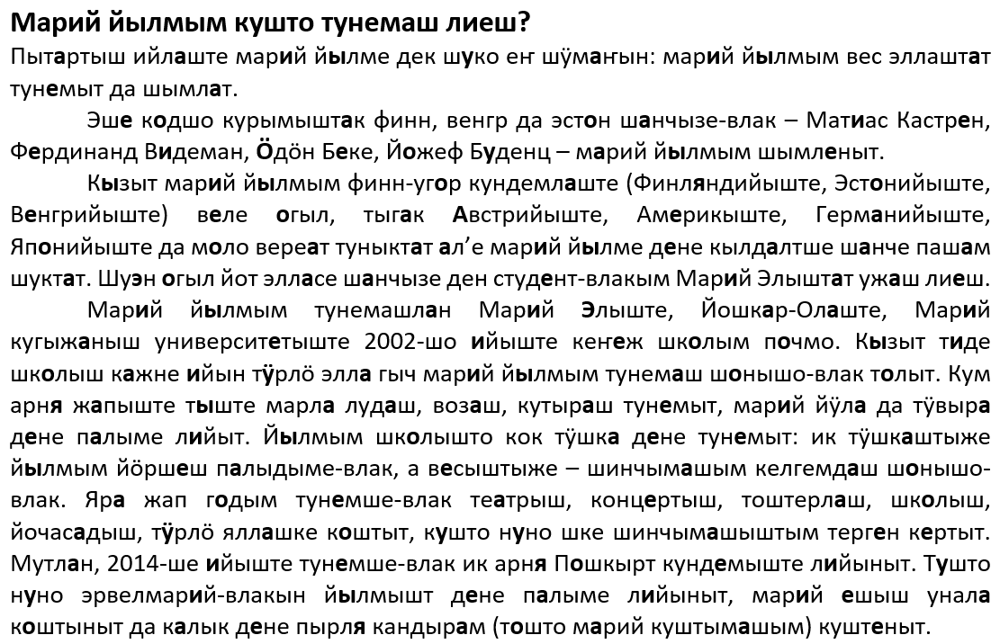 Марий йылмым кушто тунемаш лиеш?
Пытартыш ийлаште марий йылме дек шуко еҥ шӱмаҥын: марий йылмым вес эллаштат
тунемыт да шымлат.
Эше кодшо курымыштак финн, венгр да эстон шанчызе-влак – Матиас Кастрен,
Фердинанд Видеман, Ӧдӧн Беке, Йожеф Буденц – марий йылмым шымленыт.
Кызыт марий йылмым финн-угор кундемлаште (Финляндийыште, Эстонийыште,
Венгрийыште) веле огыл, тыгак Австрийыште, Америкыште, Германийыште,
Японийыште да моло вереат туныктат ал’е марий йылме дене кылдалтше шанче пашам
шуктат. Шуэн огыл йот элласе шанчызе ден студент-влакым Марий Элыштат ужаш лиеш.
Марий йылмым тунемашлан Марий Элыште, Йошкар-Олаште, Марий
кугыжаныш университетыште 2002-шо ийыште кеҥеж школым почмо. Кызыт тиде
школыш кажне ийын тӱрлӧ элла гыч марий йылмым тунемаш шонышо-влак толыт. Кум
арня жапыште тыште марла лудаш, возаш, кутыраш тунемыт, марий йӱла да тӱвыра
дене палыме лийыт. Йылмым школышто кок тӱшка дене тунемыт: ик тӱшкаштыже
йылмым йӧршеш палыдыме-влак, а весыштыже – шинчымашым келгемдаш шонышо-
влак. Яра жап годым тунемше-влак театрыш, концертыш, тоштерлаш, школыш,
йочасадыш, тӱрлӧ яллашке коштыт, кушто нуно шке шинчымашыштым терген кертыт.
Мутлан, 2014-ше ийыште тунемше-влак ик арня Пошкырт кундемыште лийыныт. Тушто
нуно эрвелмарий-влакын йылмышт дене палыме лийыныт, марий ешыш унала
коштыныт да калык дене пырля кандырам (тошто марий куштымашым) куштеныт.